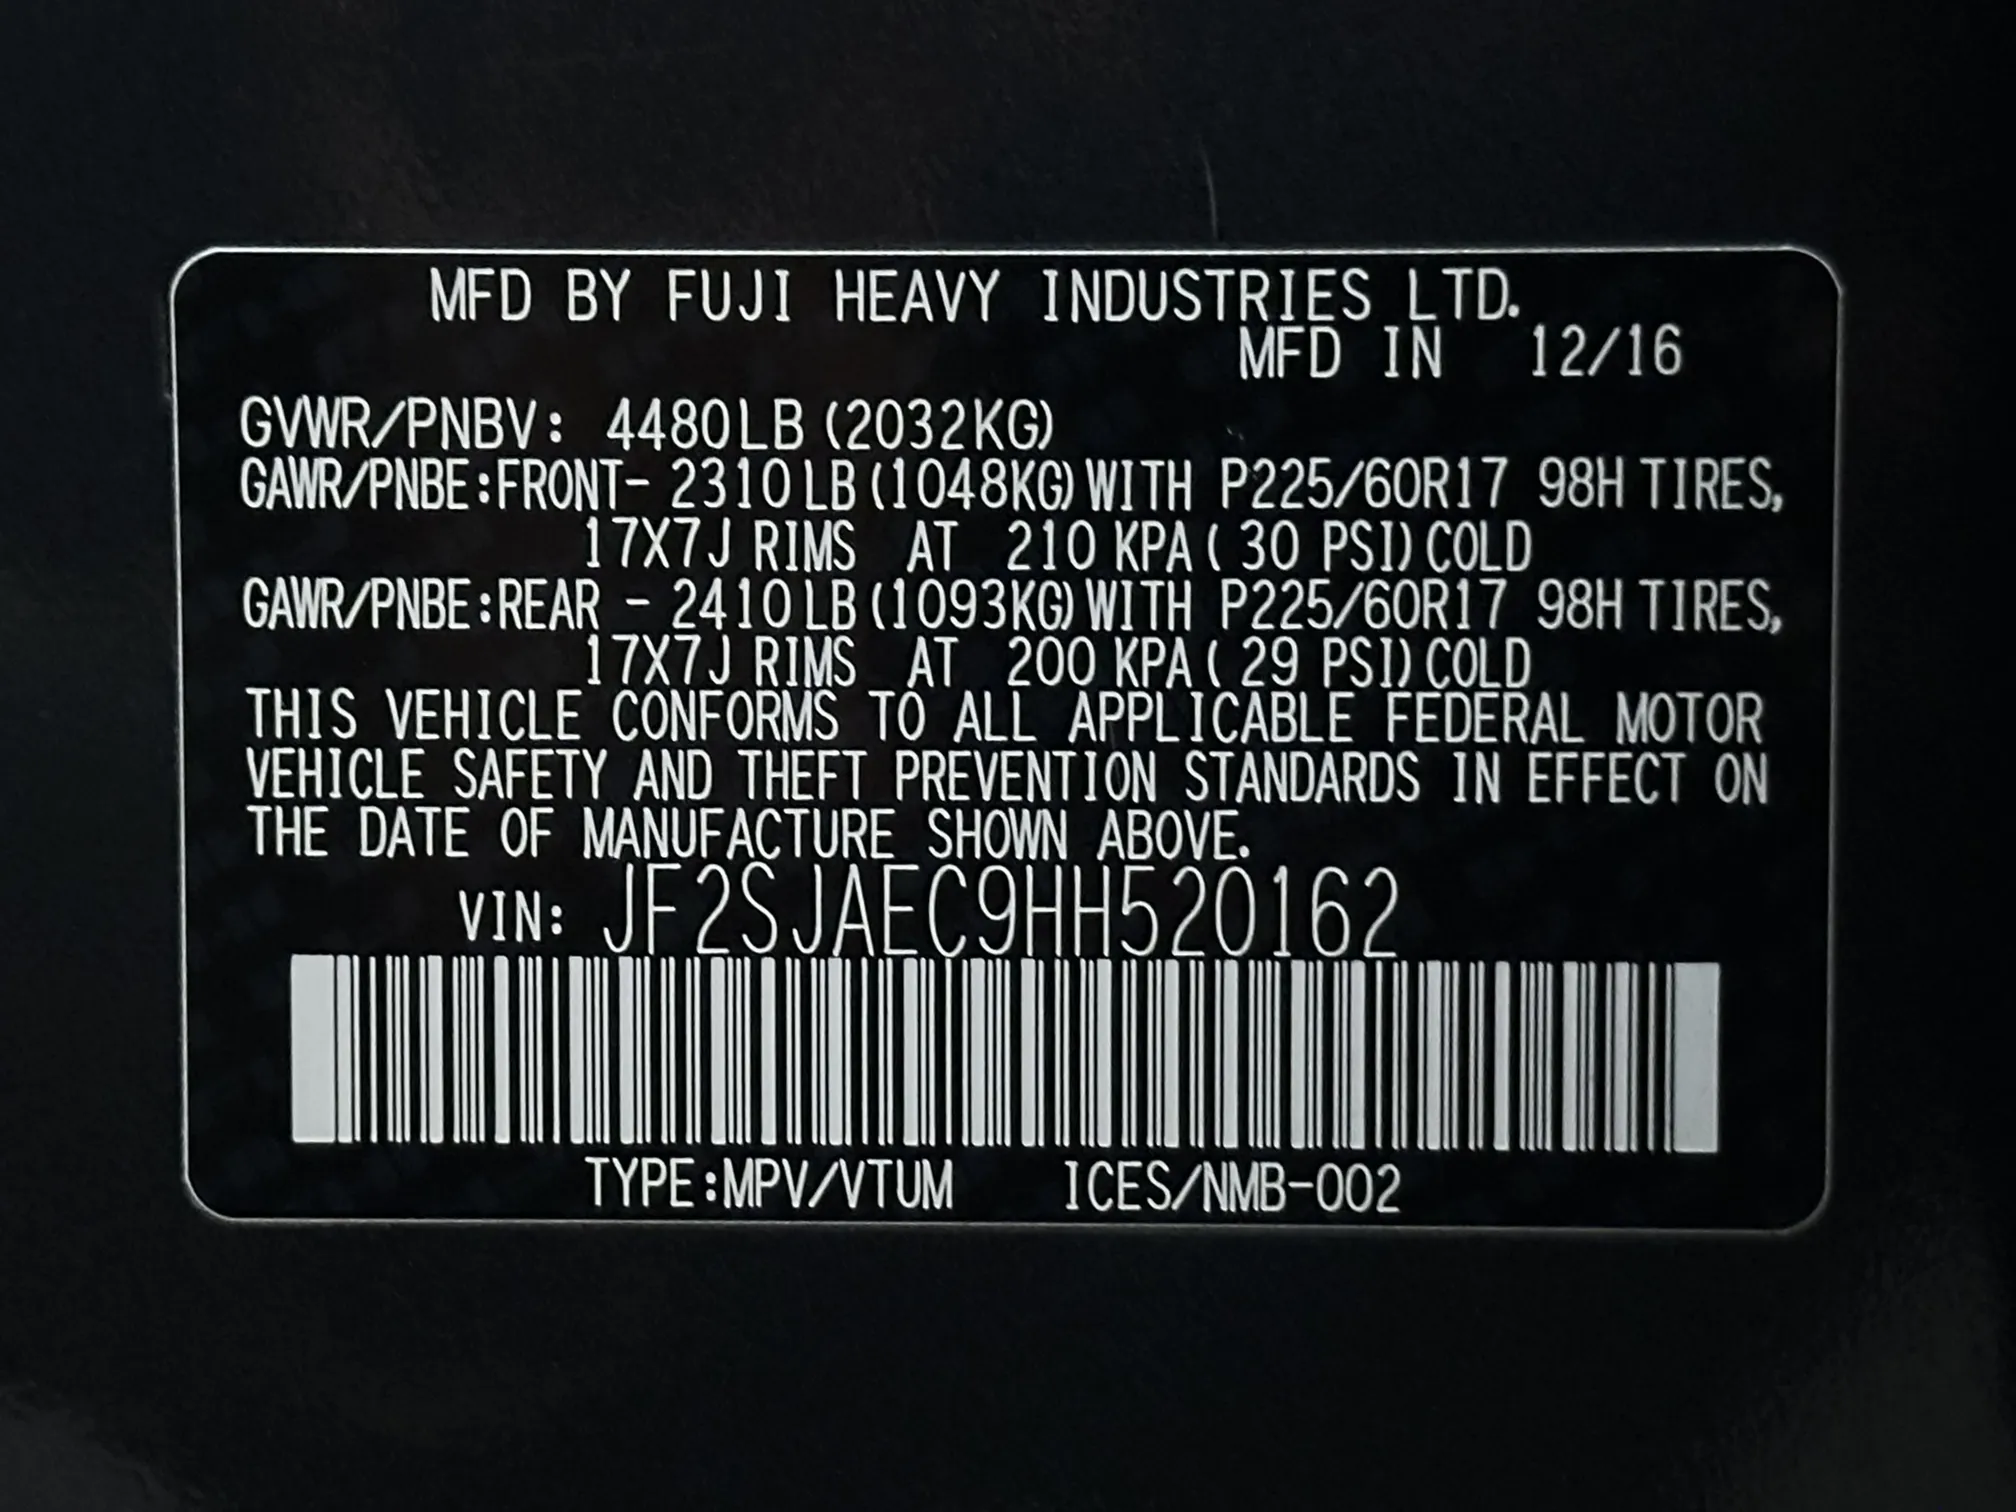 MFD BY FUJI HEAVY INDUSTRIES LTD.
MFD IN 12/16
GVWR/PNBV: 4480LB (2032KG)
GAWR/PNBE:FRONT- 2310LB (1048KG) WITH P225/60R17 98H TIRES,
17X7J RIMS AT 210 KPA ( 30 PSI) COLD
GAWR/PNBE:REAR - 2410LB (1093KG) WITH P225/60R17 98H TIRES,
17X7J RIMS AT 200 KPA ( 29 PSI) COLD
THIS VEHICLE CONFORMS TO ALL APPLICABLE FEDERAL MOTOR
VEHICLE SAFETY AND THEFT PREVENTION STANDARDS IN EFFECT ON
THE DATE OF MANUFACTURE SHOWN ABOVE.
VIN: JF2SJAEC9HH520162
TYPE:MPV/VTUM ICES/NMB-002